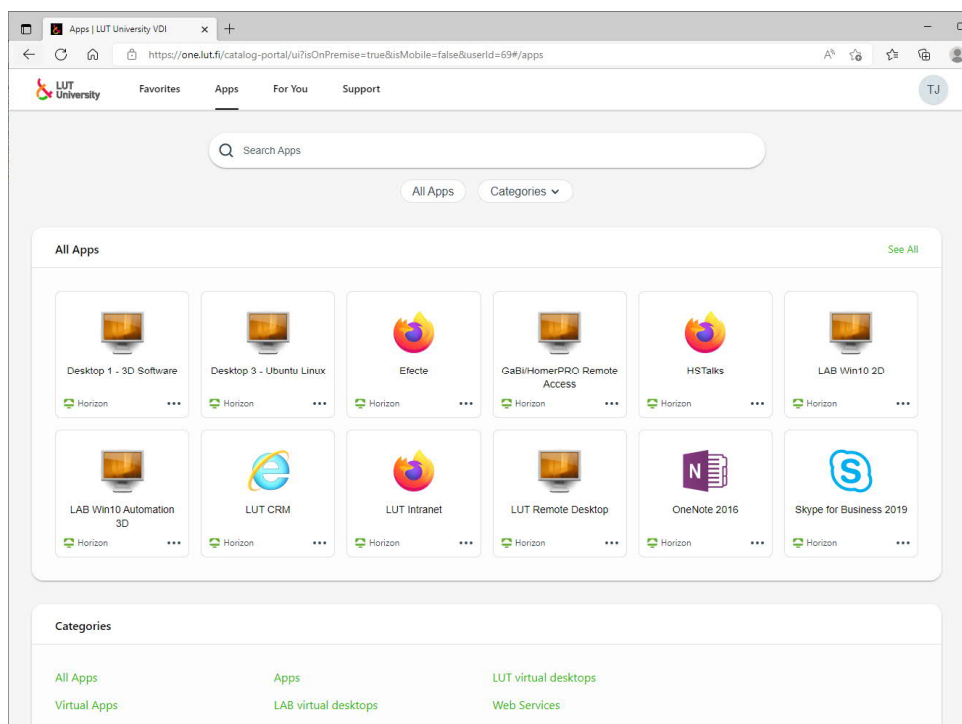 Apps | LUT University VDI
https://one.lut.fi/catalog-portal/ui?isOnPremise=true&isMobile=false&userId=69#/apps
LUT University
Favorites Apps For You Support
TJ
Search Apps
All Apps Categories
All Apps See All
Desktop 1 - 3D Software
Horizon
Desktop 3 - Ubuntu Linux
Horizon
Efecte
Horizon
GaBi/HomerPRO Remote
Access
Horizon
HSTalks
Horizon
LAB Win10 2D
Horizon
LAB Win10 Automation
3D
Horizon
LUT CRM
Horizon
LUT Intranet
Horizon
LUT Remote Desktop
Horizon
N
OneNote 2016
Horizon
S
Skype for Business 2019
Horizon
Categories
All Apps Apps LUT virtual desktops
Virtual Apps LAB virtual desktops Web Services